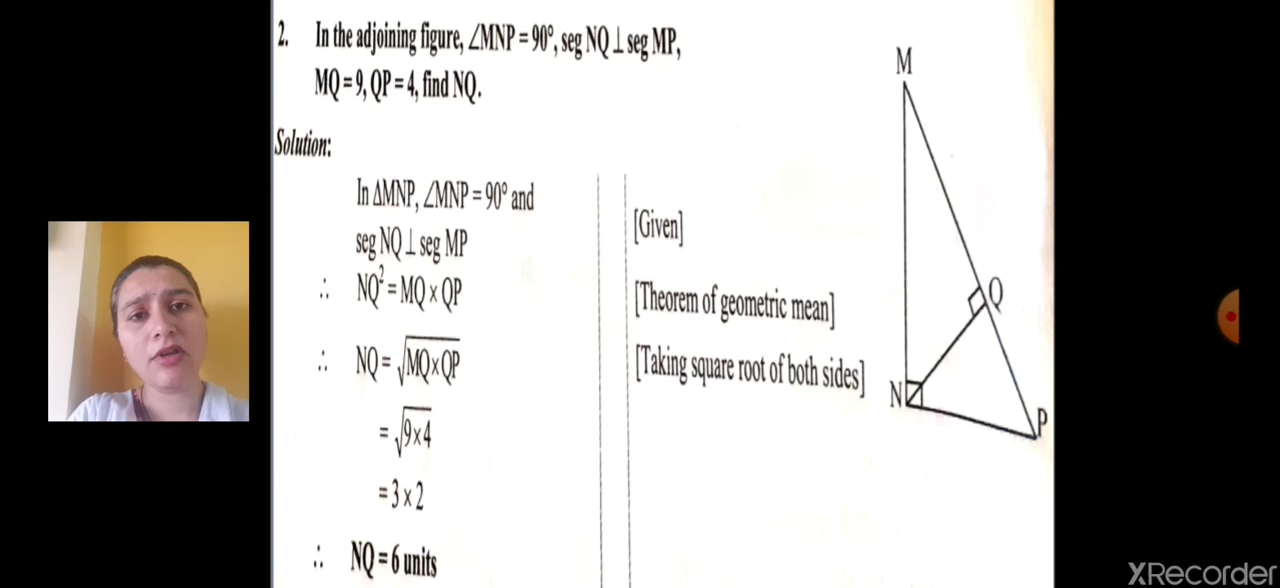 2. In the adjoining figure, ∠MNP = 90°, seg NQ ⊥ seg MP,
MQ = 9, QP = 4, find NQ.
Solution:
In ΔMNP, ∠MNP = 90° and
seg NQ ⊥ seg MP
[Given]
∴ NQ² = MQ × QP
[Theorem of geometric mean]
∴ NQ = √MQ×QP
[Taking square root of both sides]
= √9×4
= 3 × 2
∴ NQ = 6 units
M
Q
N
P
XRecorder